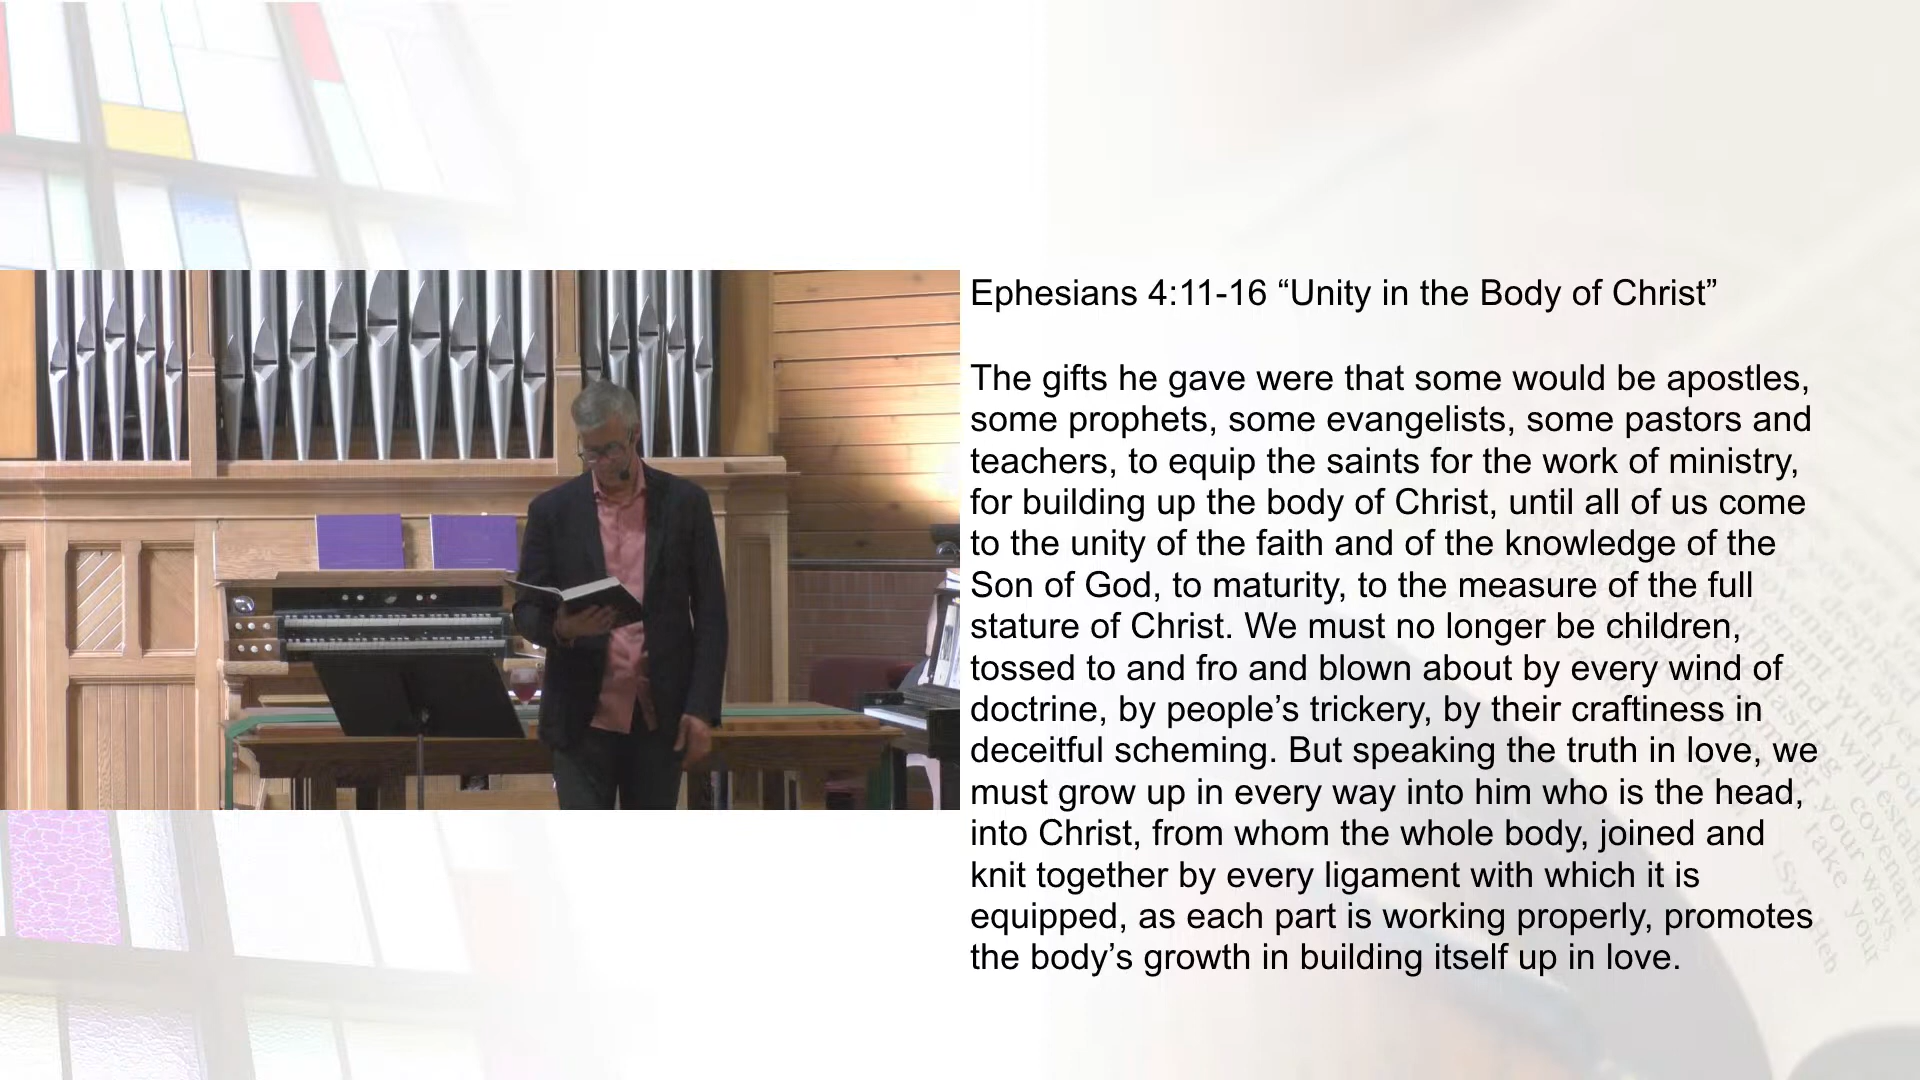 Ephesians 4:11-16 “Unity in the Body of Christ”
The gifts he gave were that some would be apostles,
some prophets, some evangelists, some pastors and
teachers, to equip the saints for the work of ministry,
for building up the body of Christ, until all of us come
to the unity of the faith and of the knowledge of the
Son of God, to maturity, to the measure of the full
stature of Christ. We must no longer be children,
tossed to and fro and blown about by every wind of
doctrine, by people’s trickery, by their craftiness in
deceitful scheming. But speaking the truth in love, we
must grow up in every way into him who is the head,
into Christ, from whom the whole body, joined and
knit together by every ligament with which it is
equipped, as each part is working properly, promotes
the body’s growth in building itself up in love.